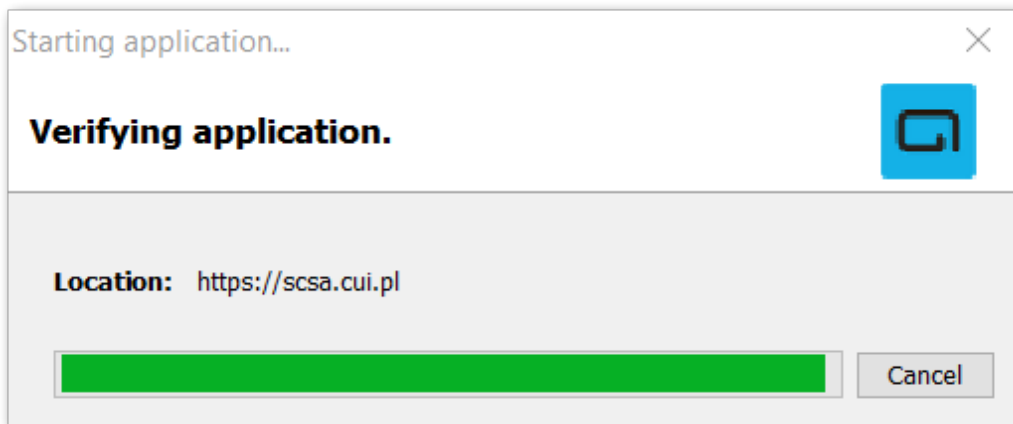 Starting application...
Verifying application.
Location: https://scsa.cui.pl
Cancel